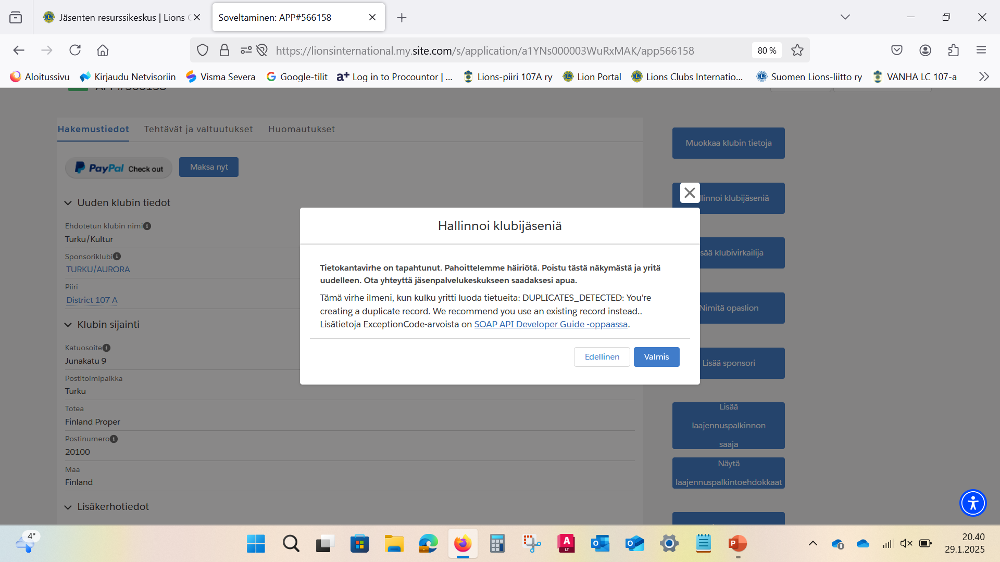 Jäsenten resurssikeskus | Lions
Soveltaminen: APP#566158
https://lionsinternational.my.site.com/s/application/a1YNs000003WuRxMAK/app566158
80 %
Aloitussivu
Kirjaudu Netvisoriin
Visma Severa
Google-tilit
a+ Log in to Procountor | ...
Lions-piiri 107A ry
Lion Portal
Lions Clubs Internatio...
Suomen Lions-liitto ry
VANHA LC 107-a
APP#566158
Hakemustiedot
Tehtävät ja valtuutukset
Huomautukset
PayPal Check out
Maksa nyt
Uuden klubin tiedot
Ehdotetun klubin nimi
Turku/Kultur
Sponsoriklubi
TURKU/AURORA
Piiri
District 107 A
Klubin sijainti
Katuosoite
Junakatu 9
Postitoimipaikka
Turku
Totea
Finland Proper
Postinumero
20100
Maa
Finland
Lisäkerhotiedot
Hallinnoi klubijäseniä
Tietokantavirhe on tapahtunut. Pahoittelemme häiriötä. Poistu tästä näkymästä ja yritä
uudelleen. Ota yhteyttä jäsenpalvelukeskukseen saadaksesi apua.
Tämä virhe ilmeni, kun kulku yritti luoda tietueita: DUPLICATES_DETECTED: You're
creating a duplicate record. We recommend you use an existing record instead..
Lisätietoja ExceptionCode-arvoista on SOAP API Developer Guide -oppaassa.
Edellinen
Valmis
Muokkaa klubin tietoja
llinnoi klubijäseniä
sää klubivirkailija
Nimitä opaslion
Lisää sponsori
Lisää
laajennuspalkinnon
saaja
Näytä
laajennuspalkintoehdokkaat
4°
20.40
29.1.2025